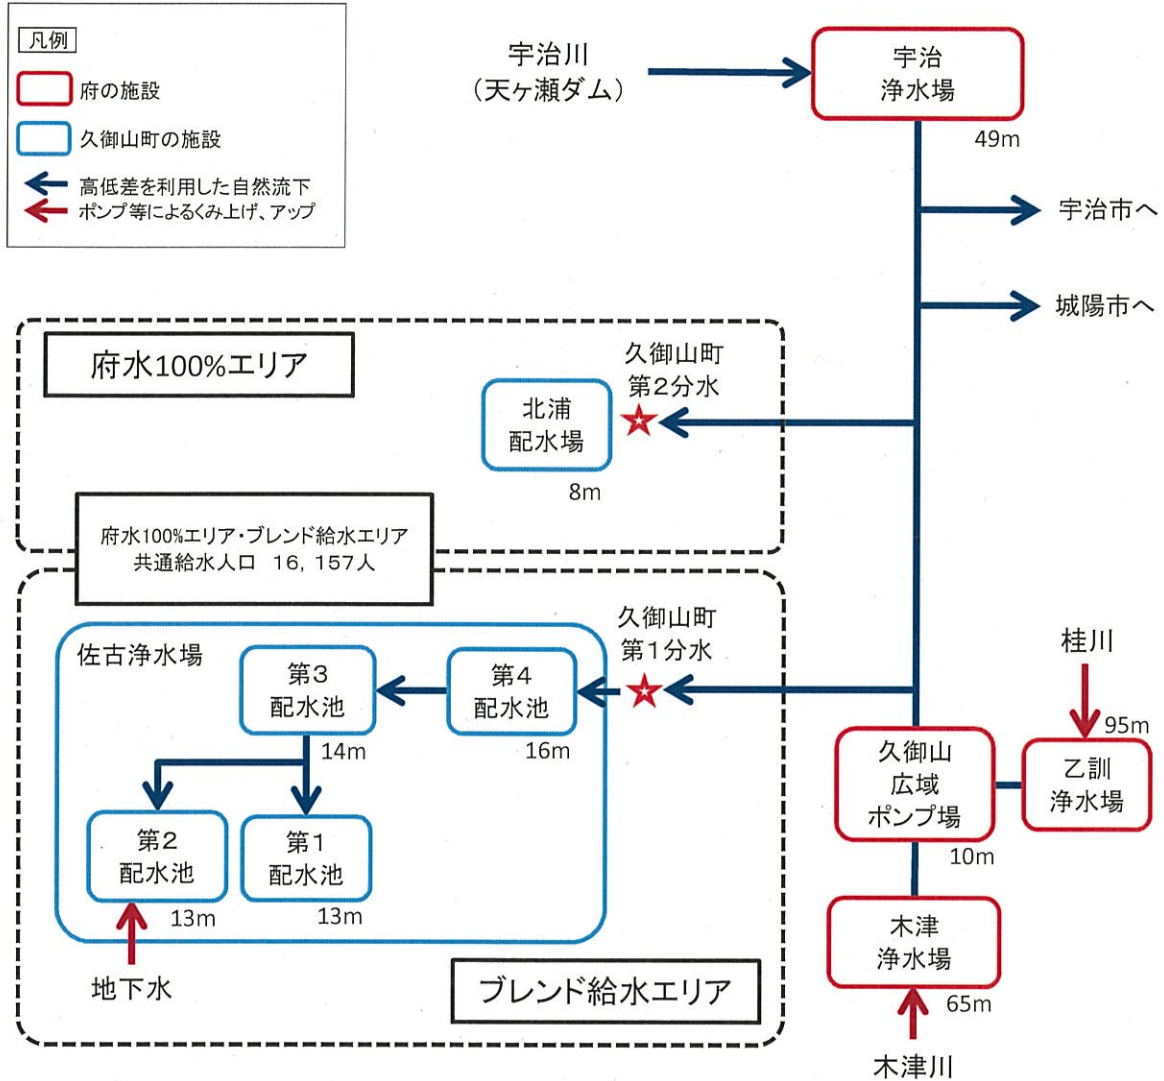 凡例
府の施設
久御山町の施設
高低差を利用した自然流下
ポンプ等によるくみ上げ、アップ
宇治川
（天ヶ瀬ダム）
宇治
浄水場
49m
宇治市へ
城陽市へ
府水100%エリア
久御山町
第2分水
北浦
配水場
8m
府水100%エリア・ブレンド給水エリア
共通給水人口　16，157人
佐古浄水場
久御山町
第1分水
第3
配水池
14m
第4
配水池
16m
第2
配水池
13m
第1
配水池
13m
地下水
ブレンド給水エリア
桂川
95m
久御山
広域
ポンプ場
10m
乙訓
浄水場
木津
浄水場
65m
木津川